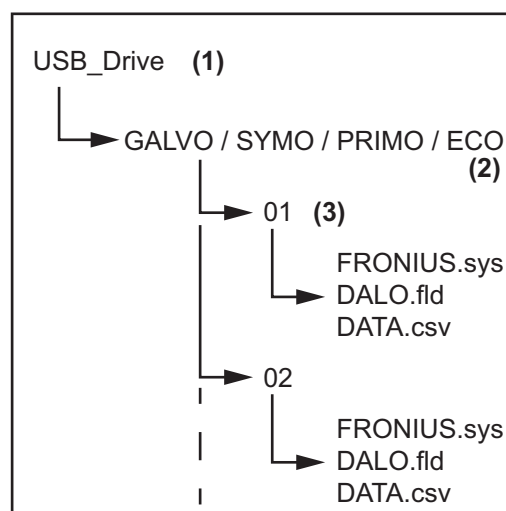 USB_Drive (1)
GALVO / SYMO / PRIMO / ECO
(2)
01 (3)
FRONIUS.sys
DALO.fld
DATA.csv
02
FRONIUS.sys
DALO.fld
DATA.csv